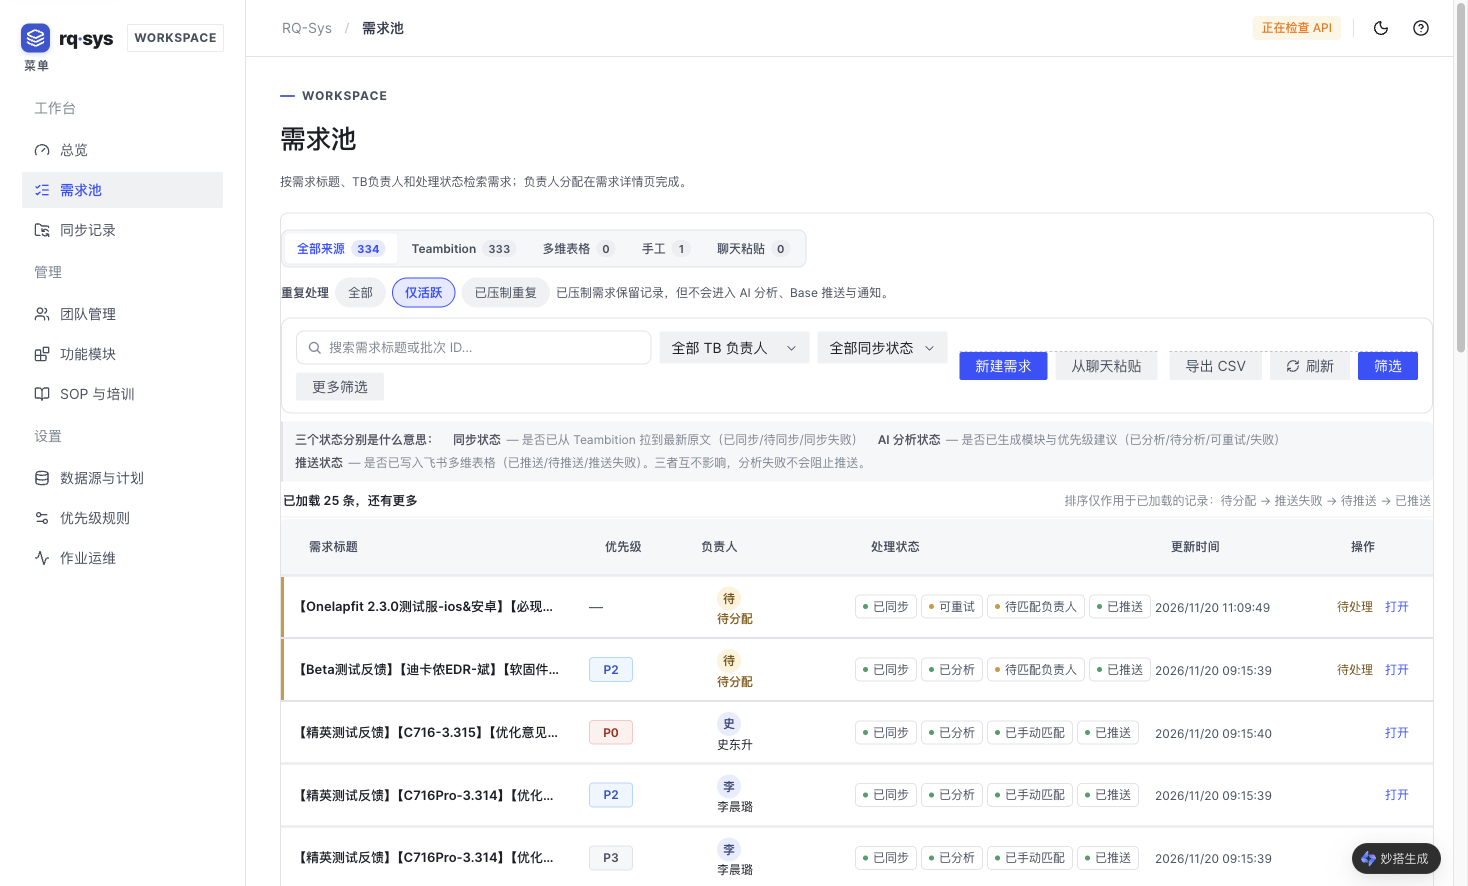 rq·sys WORKSPACE
菜单
工作台
总览
需求池
同步记录
管理
团队管理
功能模块
SOP 与培训
设置
数据源与计划
优先级规则
作业运维
RQ-Sys / 需求池
正在检查 API
WORKSPACE
需求池
按需求标题、TB负责人和处理状态检索需求；负责人分配在需求详情页完成。
全部来源 334 Teambition 333 多维表格 0 手工 1 聊天粘贴 0
重复处理 全部 仅活跃 已压制重复 已压制需求保留记录，但不会进入 AI 分析、Base 推送与通知。
搜索需求标题或批次 ID... 全部 TB 负责人 全部同步状态
新建需求 从聊天粘贴 导出 CSV 刷新 筛选
更多筛选
三个状态分别是什么意思： 同步状态 — 是否已从 Teambition 拉到最新原文（已同步/待同步/同步失败） AI 分析状态 — 是否已生成模块与优先级建议（已分析/待分析/可重试/失败）
推送状态 — 是否已写入飞书多维表格（已推送/待推送/推送失败）。三者互不影响，分析失败不会阻止推送。
已加载 25 条，还有更多 排序仅作用于已加载的记录：待分配 → 推送失败 → 待推送 → 已推送
需求标题 优先级 负责人 处理状态 更新时间 操作
【Onelapfit 2.3.0测试服-ios&安卓】【必现... — 待 待分配 已同步 可重试 待匹配负责人 已推送 2026/11/20 11:09:49 待处理 打开
【Beta测试反馈】【迪卡侬EDR-斌】【软固件... P2 待 待分配 已同步 已分析 待匹配负责人 已推送 2026/11/20 09:15:39 待处理 打开
【精英测试反馈】【C716-3.315】【优化意见... P0 史 史东升 已同步 已分析 已手动匹配 已推送 2026/11/20 09:15:40 打开
【精英测试反馈】【C716Pro-3.314】【优化... P2 李 李晨璐 已同步 已分析 已手动匹配 已推送 2026/11/20 09:15:39 打开
【精英测试反馈】【C716Pro-3.314】【优化... P3 李 李晨璐 已同步 已分析 已手动匹配 已推送 2026/11/20 09:15:39
妙搭生成